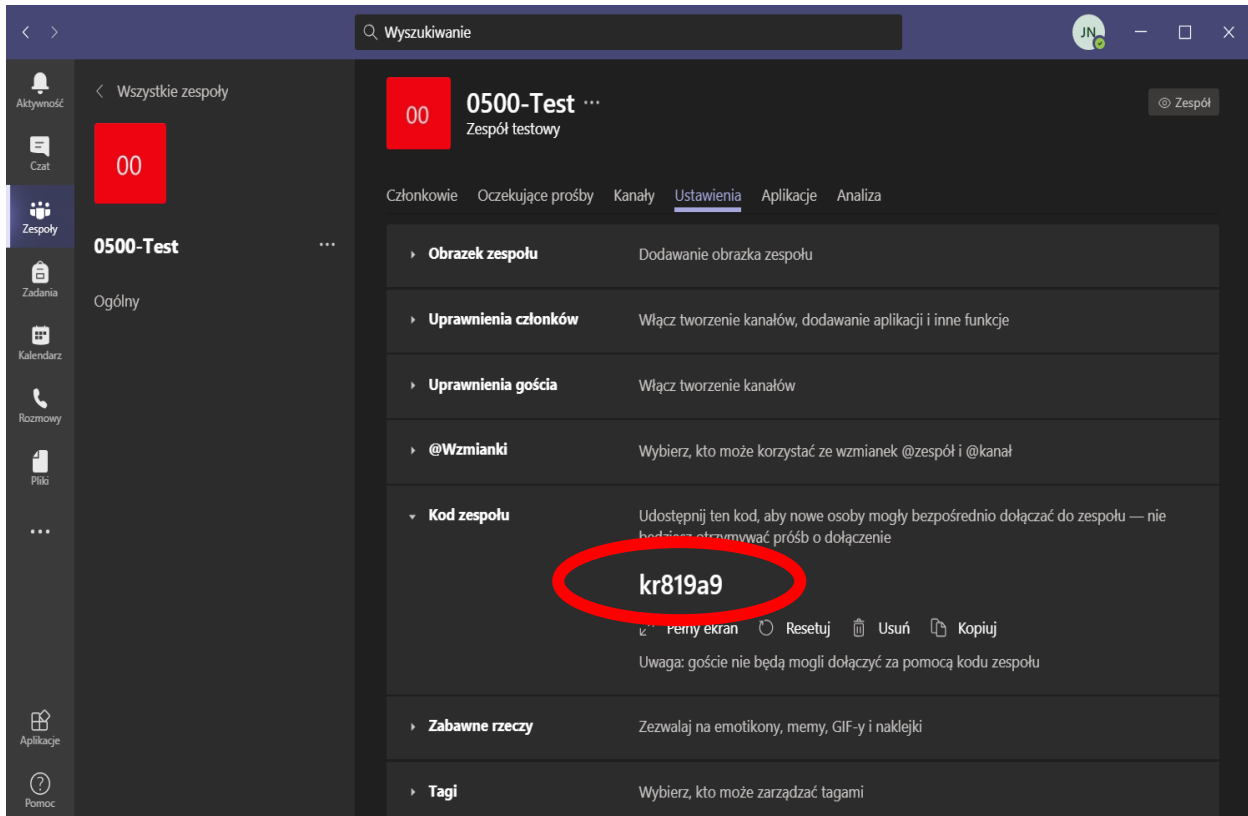 Wyszukiwanie
JN
Aktywność
Czat
Zespoły
Zadania
Kalendarz
Rozmowy
Pliki
Aplikacje
Pomoc
Wszystkie zespoły
00
0500-Test
Ogólny
00
0500-Test
Zespół testowy
Zespół
Członkowie Oczekujące prośby Kanały Ustawienia Aplikacje Analiza
Obrazek zespołu Dodawanie obrazka zespołu
Uprawnienia członków Włącz tworzenie kanałów, dodawanie aplikacji i inne funkcje
Uprawnienia gościa Włącz tworzenie kanałów
@Wzmianki Wybierz, kto może korzystać ze wzmianek @zespół i @kanał
Kod zespołu Udostępnij ten kod, aby nowe osoby mogły bezpośrednio dołączać do zespołu — nie
będziesz otrzymywać próśb o dołączenie
kr819a9
Pełny ekran Resetuj Usuń Kopiuj
Uwaga: goście nie będą mogli dołączyć za pomocą kodu zespołu
Zabawne rzeczy Zezwalaj na emotikony, memy, GIF-y i naklejki
Tagi Wybierz, kto może zarządzać tagami